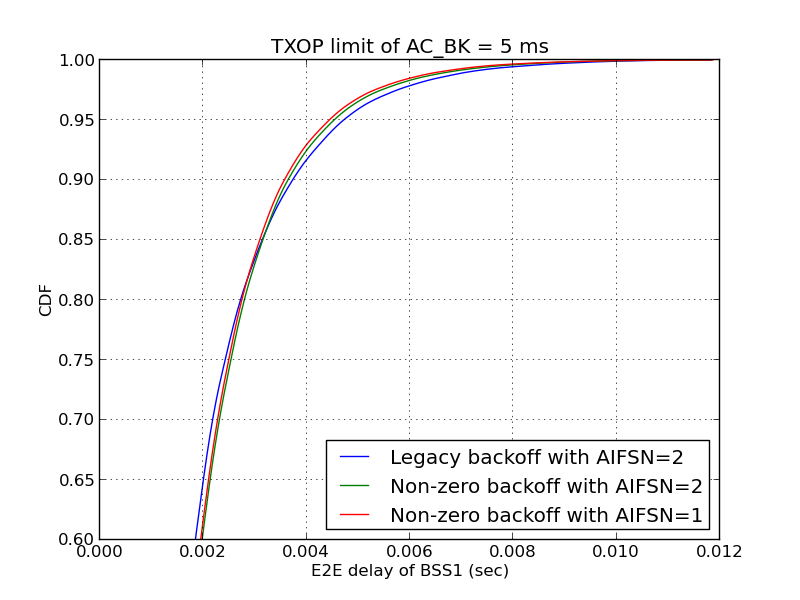 TXOP limit of AC_BK = 5 ms
1.00
0.95
0.90
0.85
0.80
0.75
0.70
0.65
0.60
CDF
Legacy backoff with AIFSN=2
Non-zero backoff with AIFSN=2
Non-zero backoff with AIFSN=1
0.000 0.002 0.004 0.006 0.008 0.010 0.012
E2E delay of BSS1 (sec)